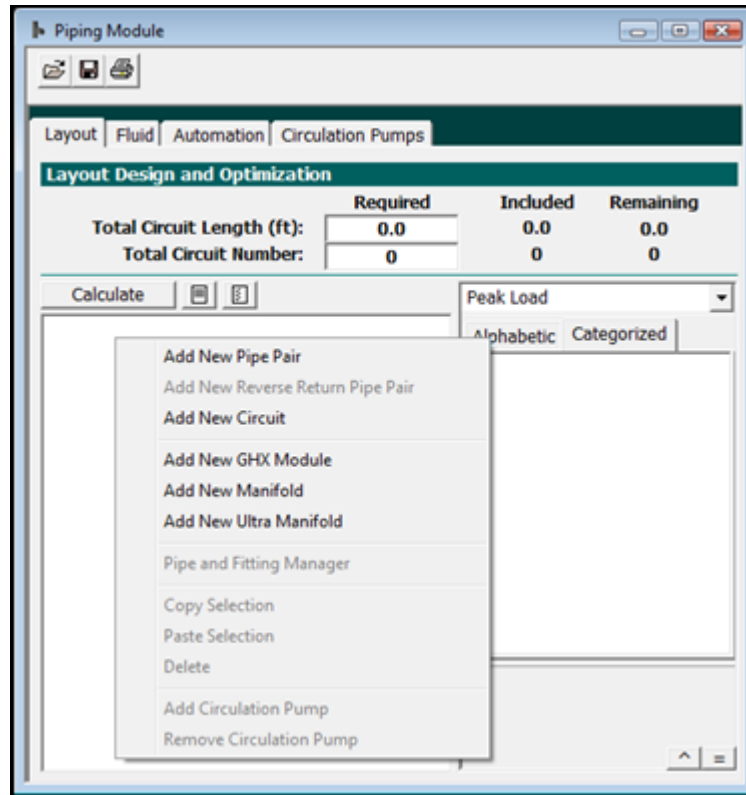 Piping Module
Layout Fluid Automation Circulation Pumps
Layout Design and Optimization
Required Included Remaining
Total Circuit Length (ft): 0.0 0.0 0.0
Total Circuit Number: 0 0 0
Calculate Peak Load
Alphabetic Categorized
Add New Pipe Pair
Add New Reverse Return Pipe Pair
Add New Circuit
Add New GHX Module
Add New Manifold
Add New Ultra Manifold
Pipe and Fitting Manager
Copy Selection
Paste Selection
Delete
Add Circulation Pump
Remove Circulation Pump
^ =